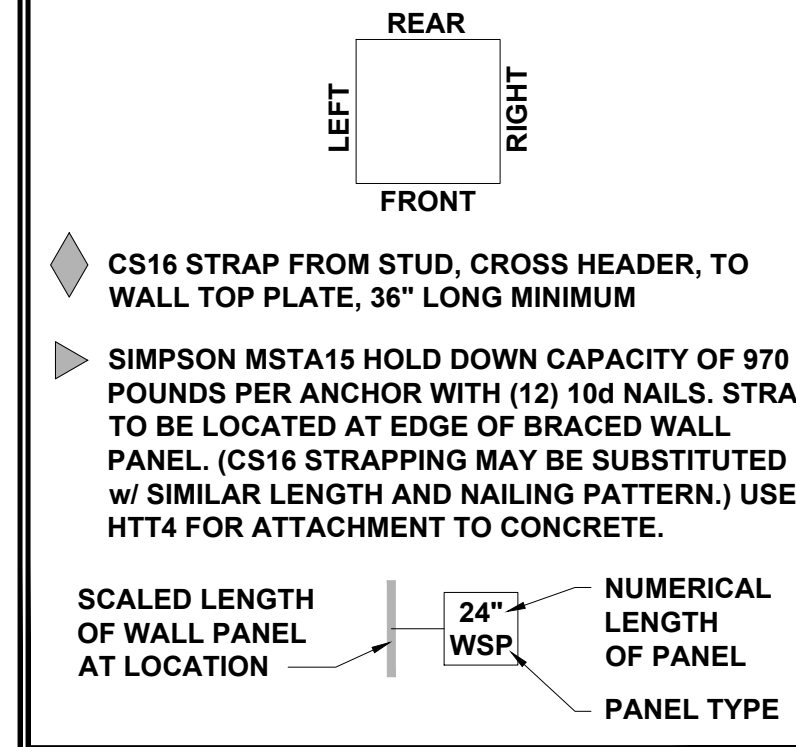 REAR
LEFT
RIGHT
FRONT
CS16 STRAP FROM STUD, CROSS HEADER, TO
WALL TOP PLATE, 36" LONG MINIMUM
SIMPSON MSTA15 HOLD DOWN CAPACITY OF 970
POUNDS PER ANCHOR WITH (12) 10d NAILS. STRA
TO BE LOCATED AT EDGE OF BRACED WALL
PANEL. (CS16 STRAPPING MAY BE SUBSTITUTED
w/ SIMILAR LENGTH AND NAILING PATTERN.) USE
HTT4 FOR ATTACHMENT TO CONCRETE.
SCALED LENGTH
OF WALL PANEL
AT LOCATION
24"
WSP
NUMERICAL
LENGTH
OF PANEL
PANEL TYPE